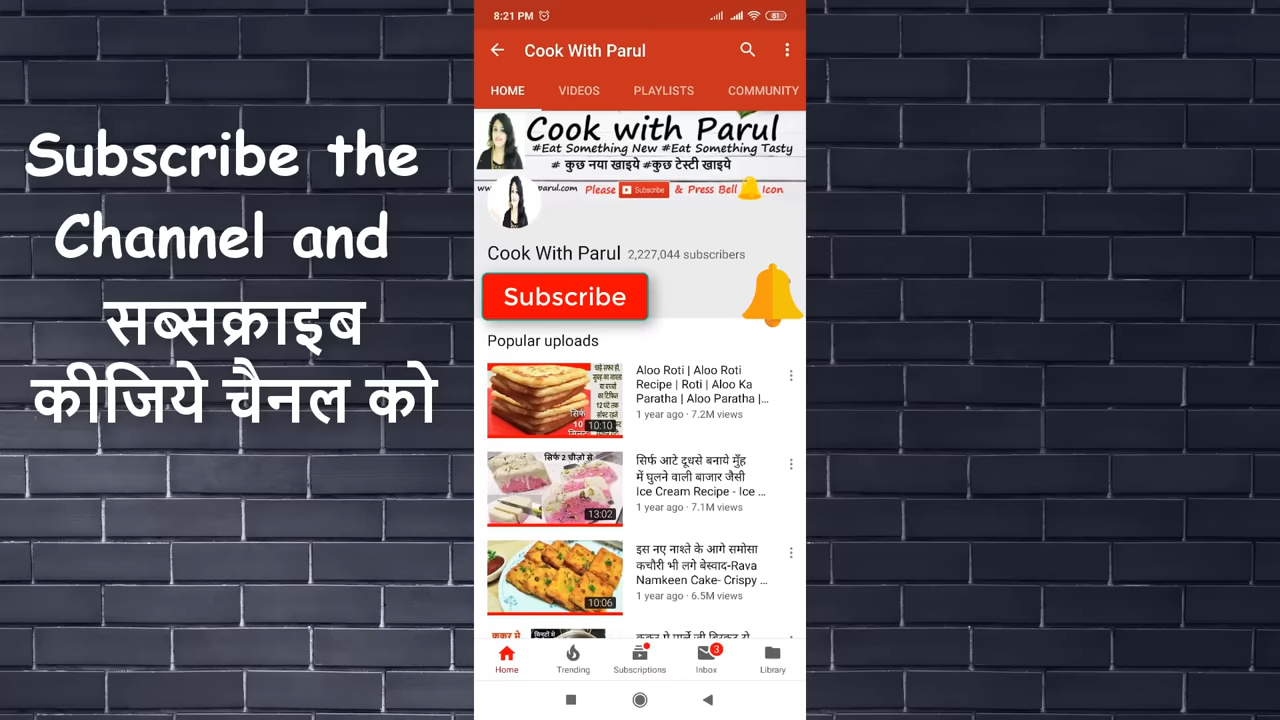 Subscribe the
Channel and
सब्सक्राइब
कीजिये चैनल को
8:21 PM
81
Cook With Parul
HOME VIDEOS PLAYLISTS COMMUNITY
Cook with Parul
#Eat Something New #Eat Something Tasty
# कुछ नया खाइये #कुछ टेस्टी खाइये
Please Subscribe & Press Bell Icon
Cook With Parul 2,227,044 subscribers
Subscribe
Popular uploads
Aloo Roti | Aloo Roti
Recipe | Roti | Aloo Ka
Paratha | Aloo Paratha |...
1 year ago · 7.2M views
सिर्फ
10
10:10
सिर्फ 2 चीज़ो से
13:02
सिर्फ आटे दूधसे बनाये मुँह
में घुलने वाली बाजार जैसी
Ice Cream Recipe - Ice ...
1 year ago · 7.1M views
10:06
इस नए नाश्ते के आगे समोसा
कचौरी भी लगे बेस्वाद-Rava
Namkeen Cake- Crispy ...
1 year ago · 6.5M views
3
Home Trending Subscriptions Inbox Library